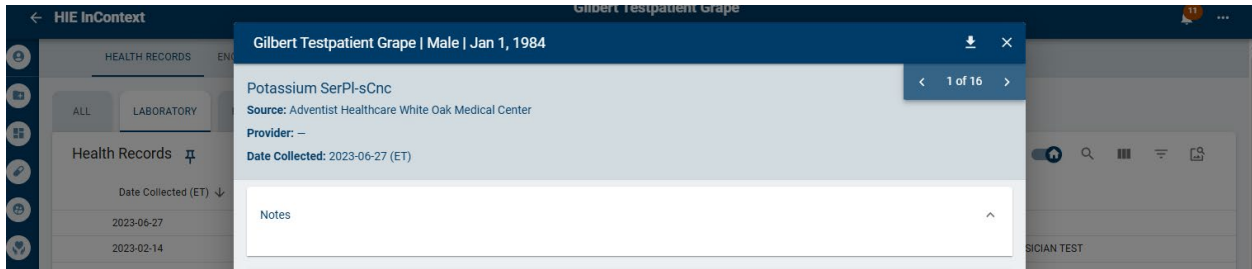 Gilbert Testpatient Grape
HIE InContext
11
Gilbert Testpatient Grape | Male | Jan 1, 1984
HEALTH RECORDS
Potassium SerPl-sCnc
1 of 16
Source: Adventist Healthcare White Oak Medical Center
ALL
LABORATORY
Provider: —
Health Records
Date Collected: 2023-06-27 (ET)
Date Collected (ET)
Notes
2023-06-27
2023-02-14
TEST